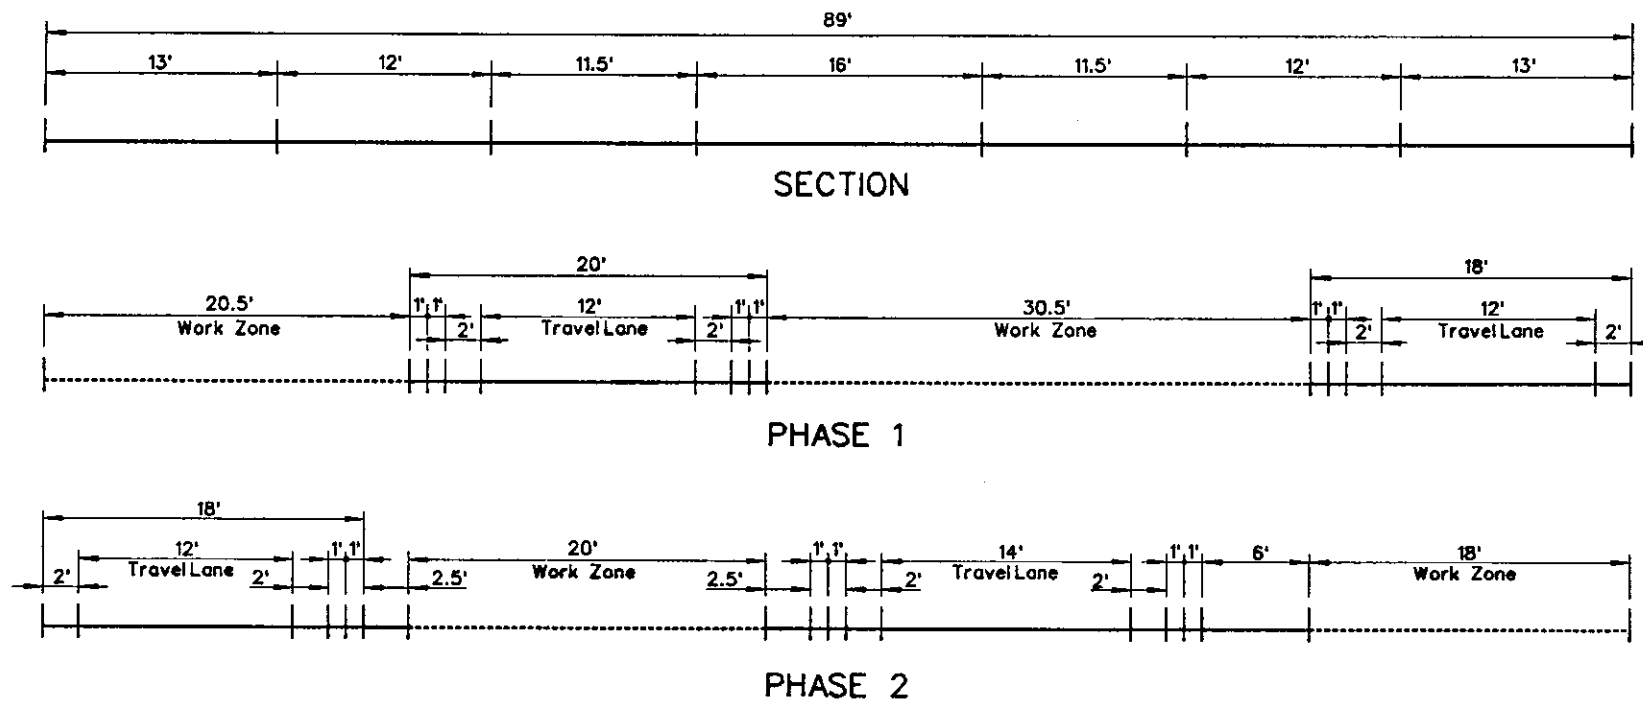 89'
13' 12' 11.5' 16' 11.5' 12' 13'
SECTION
20' 18'
20.5' 1' 1' 12' 1' 1' 30.5' 1' 1' 12'
Work Zone 2' Travel Lane 2' Work Zone 2' Travel Lane 2'
PHASE 1
18'
12' 1' 1' 20' 1' 1' 14' 1' 1' 6' 18'
2' Travel Lane 2' 2.5' Work Zone 2.5' 2' Travel Lane 2' Work Zone
PHASE 2